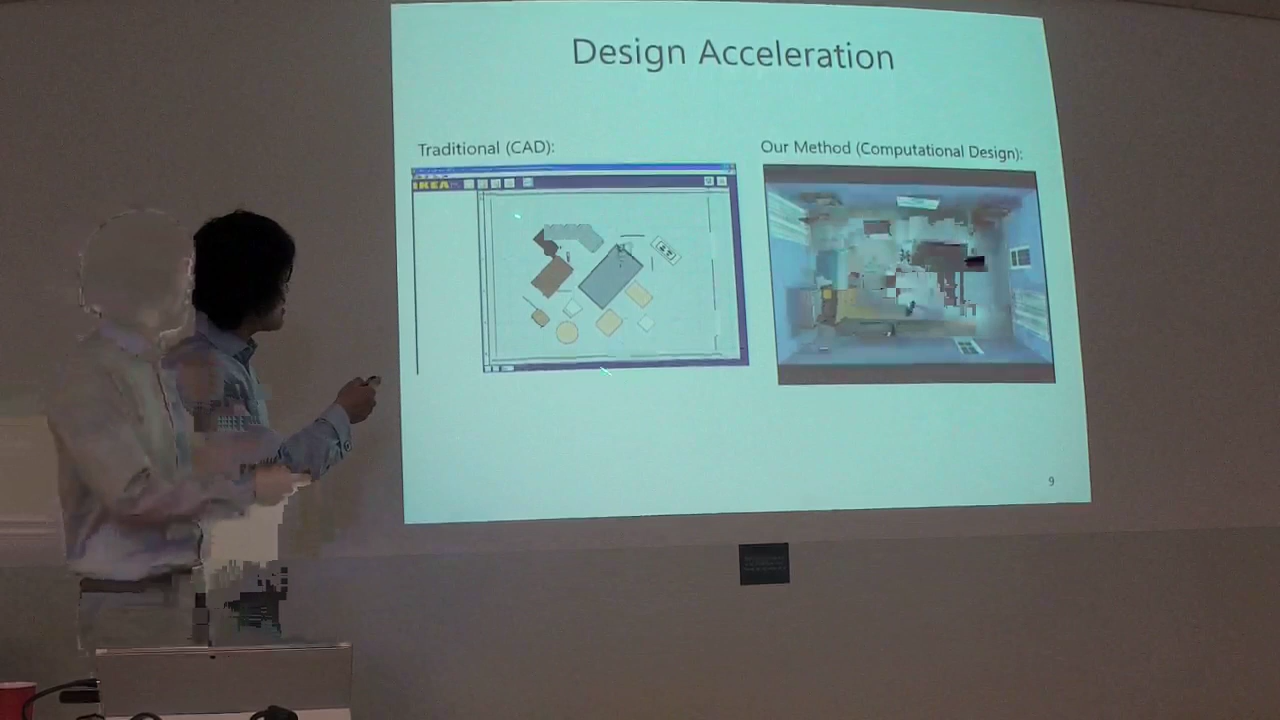 Design Acceleration
Traditional (CAD):
Our Method (Computational Design):
IKEA
9